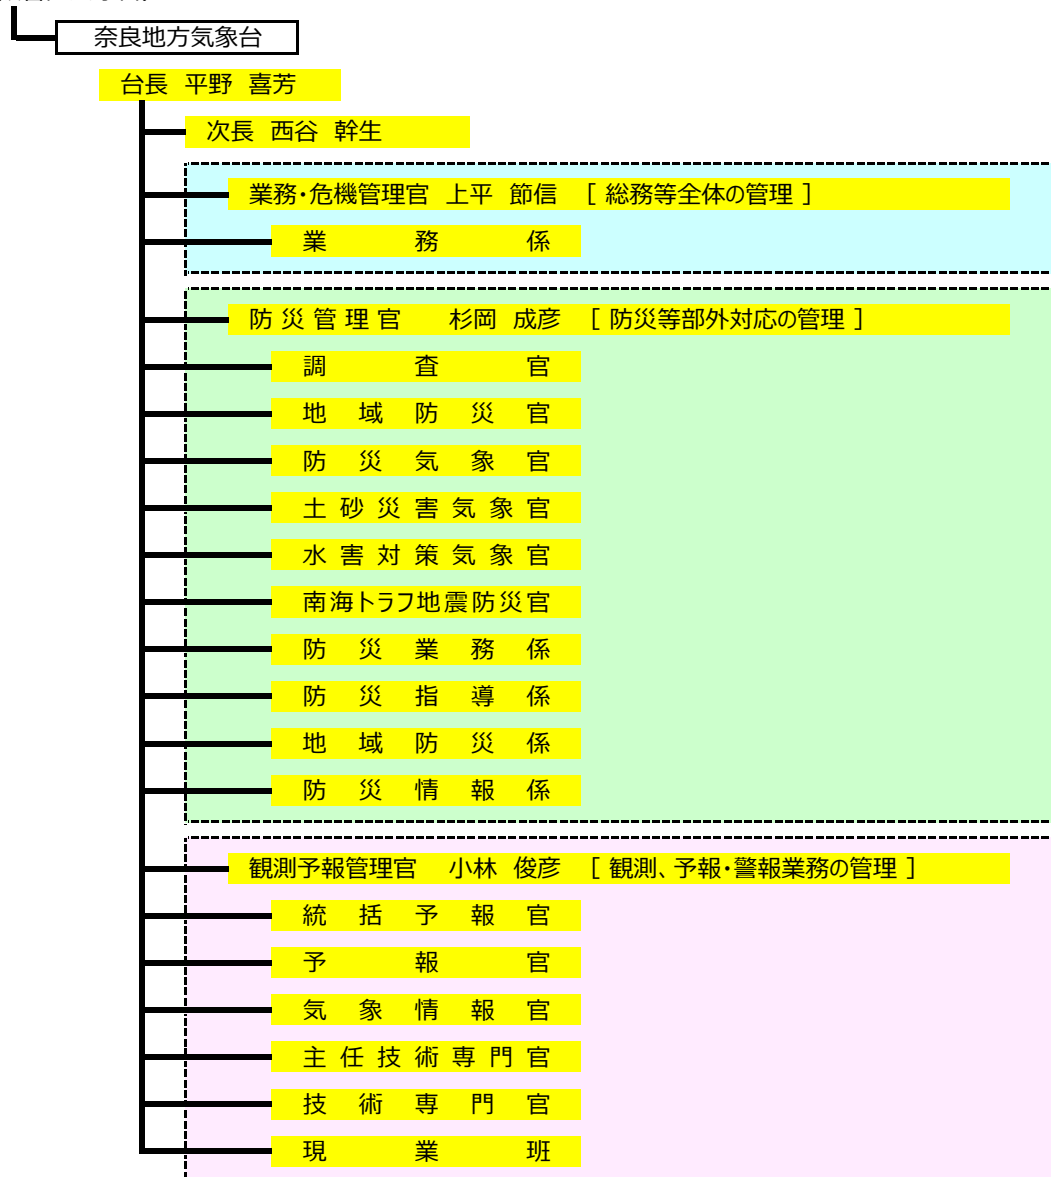 奈良地方気象台
台長 平野 喜芳
次長 西谷 幹生
業務・危機管理官 上平 節信 [ 総務等全体の管理 ]
業務係
防災管理官 杉岡 成彦 [ 防災等部外対応の管理 ]
調査官
地域防災官
防災気象官
土砂災害気象官
水害対策気象官
南海トラフ地震防災官
防災業務係
防災指導係
地域防災係
防災情報係
観測予報管理官 小林 俊彦 [ 観測、予報・警報業務の管理 ]
統括予報官
予報官
気象情報官
主任技術専門官
技術専門官
現業班